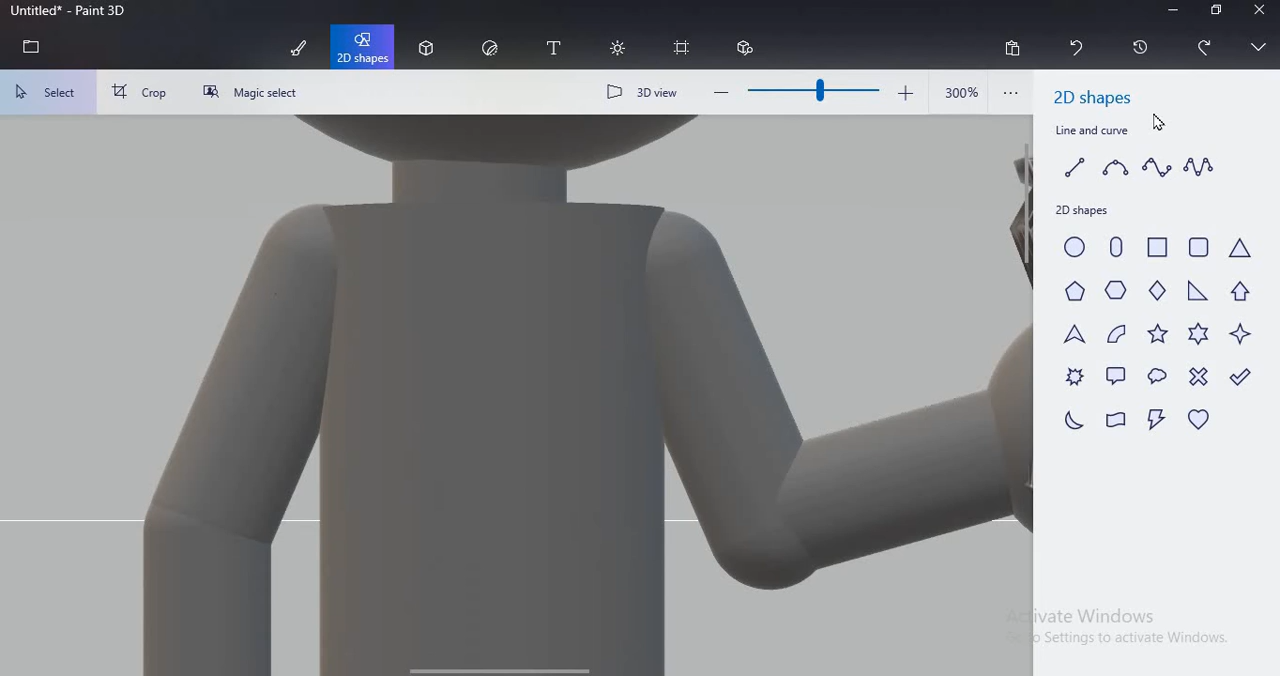 Untitled* - Paint 3D
2D shapes
Select
Crop
Magic select
3D view
300%
2D shapes
Line and curve
2D shapes
Activate Windows
Go to Settings to activate Windows.